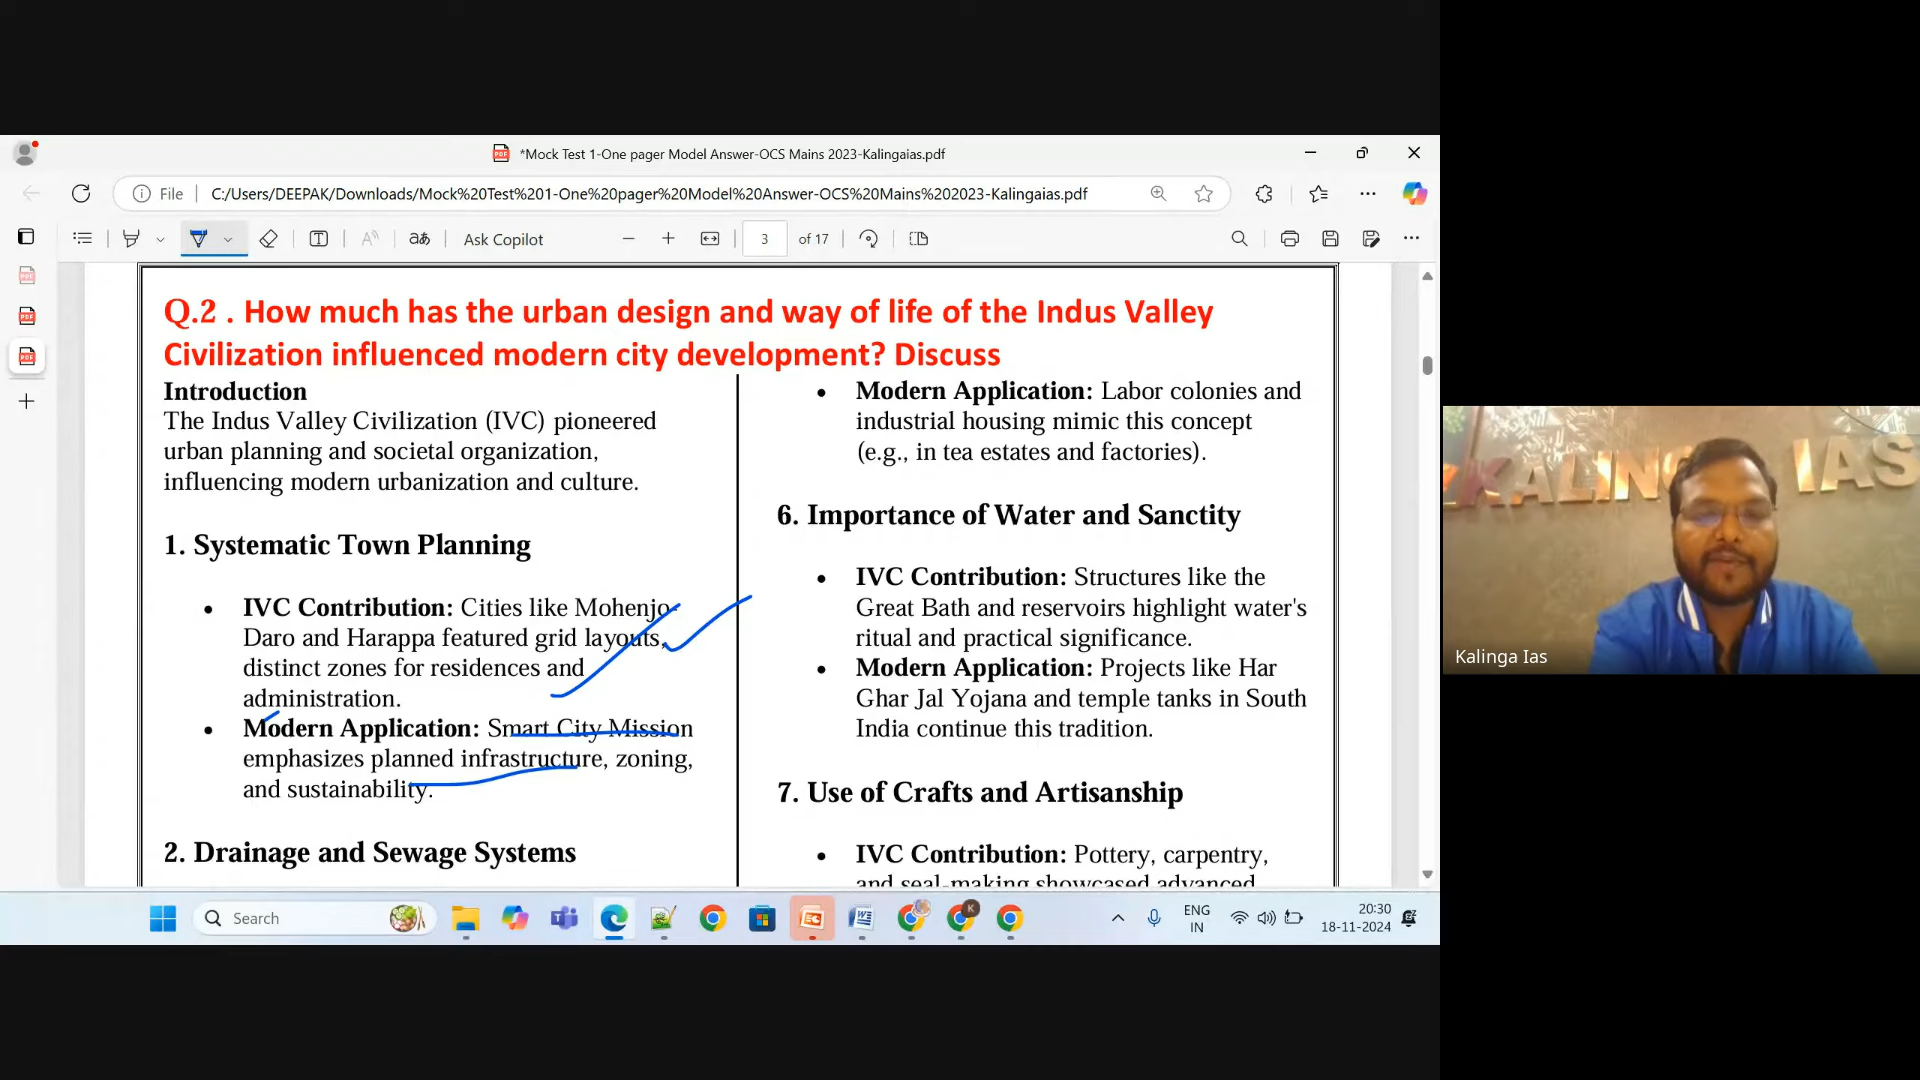 *Mock Test 1-One pager Model Answer-OCS Mains 2023-Kalingaias.pdf
File
C:/Users/DEEPAK/Downloads/Mock%20Test%201-One%20pager%20Model%20Answer-OCS%20Mains%202023-Kalingaias.pdf
Ask Copilot
3 of 17
Q.2 . How much has the urban design and way of life of the Indus Valley
Civilization influenced modern city development? Discuss
Introduction
The Indus Valley Civilization (IVC) pioneered
urban planning and societal organization,
influencing modern urbanization and culture.
1. Systematic Town Planning
• IVC Contribution: Cities like Mohenjo-
Daro and Harappa featured grid layouts,
distinct zones for residences and
administration.
• Modern Application: Smart City Mission
emphasizes planned infrastructure, zoning,
and sustainability.
2. Drainage and Sewage Systems
• Modern Application: Labor colonies and
industrial housing mimic this concept
(e.g., in tea estates and factories).
6. Importance of Water and Sanctity
• IVC Contribution: Structures like the
Great Bath and reservoirs highlight water's
ritual and practical significance.
• Modern Application: Projects like Har
Ghar Jal Yojana and temple tanks in South
India continue this tradition.
7. Use of Crafts and Artisanship
• IVC Contribution: Pottery, carpentry,
and seal-making showcased advanced
KALING IAS
Kalinga Ias
Search
ENG
IN
20:30
18-11-2024